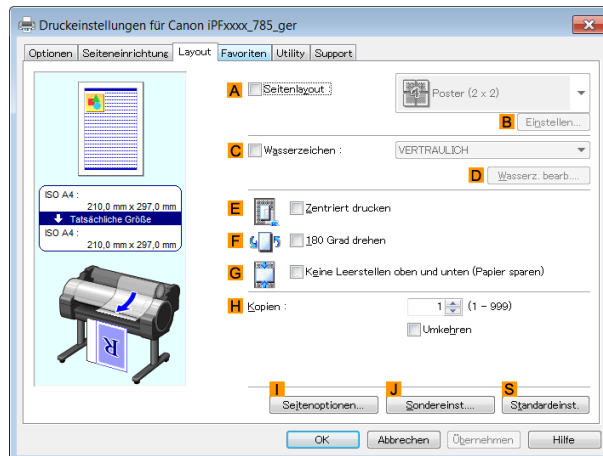 Druckeinstellungen für Canon iPFxxxx_785_ger
Optionen Seiteneinrichtung Layout Favoriten Utility Support
A Seitenlayout : Poster (2 x 2)
B Einstellen...
C Wasserzeichen : VERTRAULICH
D Wasserz. bearb....
ISO A4 :
210,0 mm x 297,0 mm
Tatsächliche Größe
ISO A4 :
210,0 mm x 297,0 mm
E Zentriert drucken
F 180 Grad drehen
G Keine Leerstellen oben und unten (Papier sparen)
H Kopien : 1 (1 - 999)
Umkehren
R
I J S
Seitenoptionen... Sondereinst.... Standardeinst.
OK Abbrechen Übernehmen Hilfe